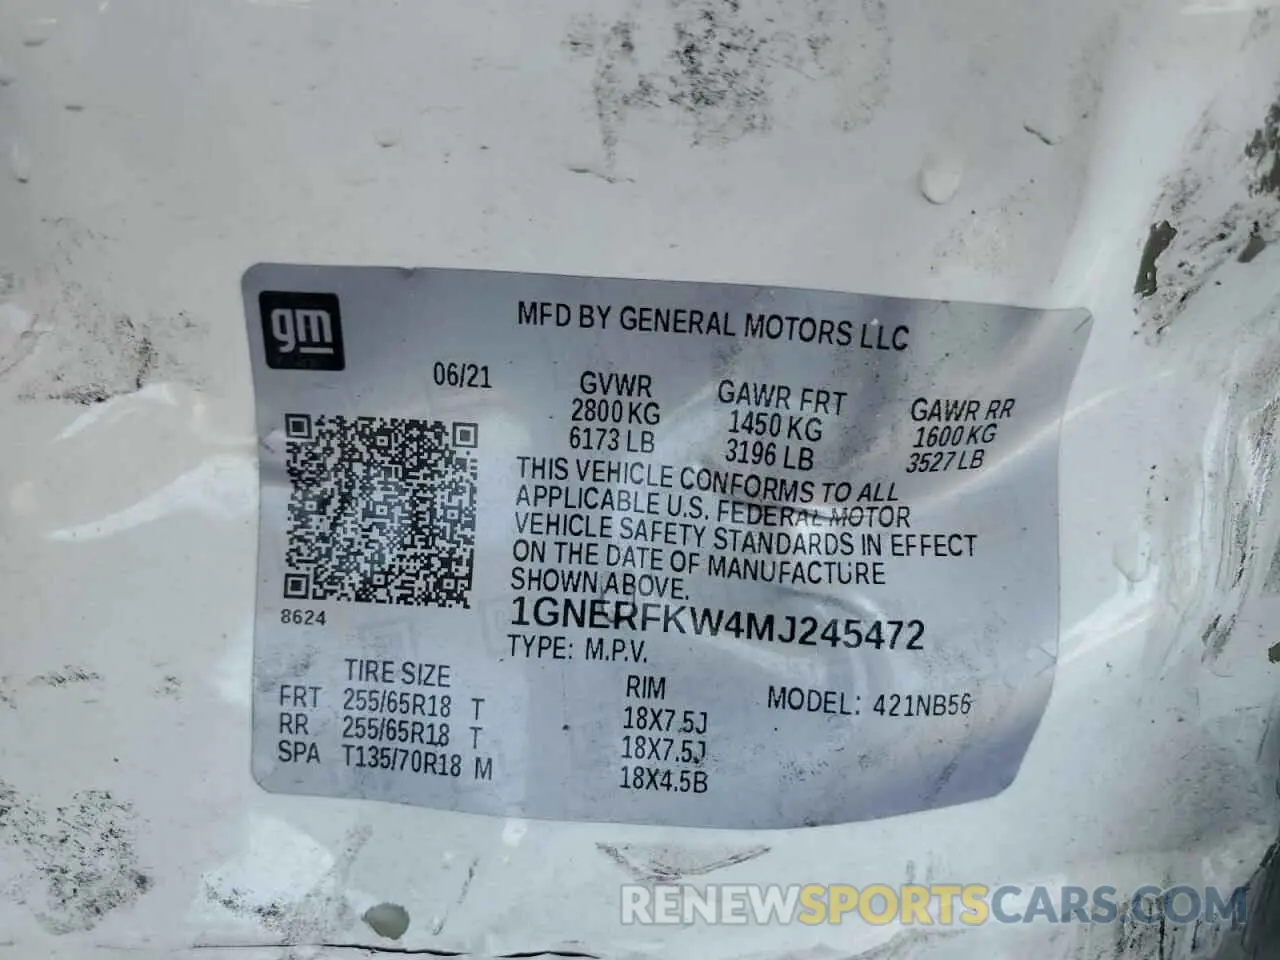 gm
MFD BY GENERAL MOTORS LLC
06/21
GVWR GAWR FRT GAWR RR
2800 KG 1450 KG 1600 KG
6173 LB 3196 LB 3527 LB
THIS VEHICLE CONFORMS TO ALL
APPLICABLE U.S. FEDERAL MOTOR
VEHICLE SAFETY STANDARDS IN EFFECT
ON THE DATE OF MANUFACTURE
SHOWN ABOVE.
8624
1GNERFKW4MJ245472
TYPE: M.P.V.
TIRE SIZE RIM MODEL: 421NB56
FRT 255/65R18 T 18X7.5J
RR 255/65R18 T 18X7.5J
SPA T135/70R18 M 18X4.5B
RENEWSPORTSCARS.COM